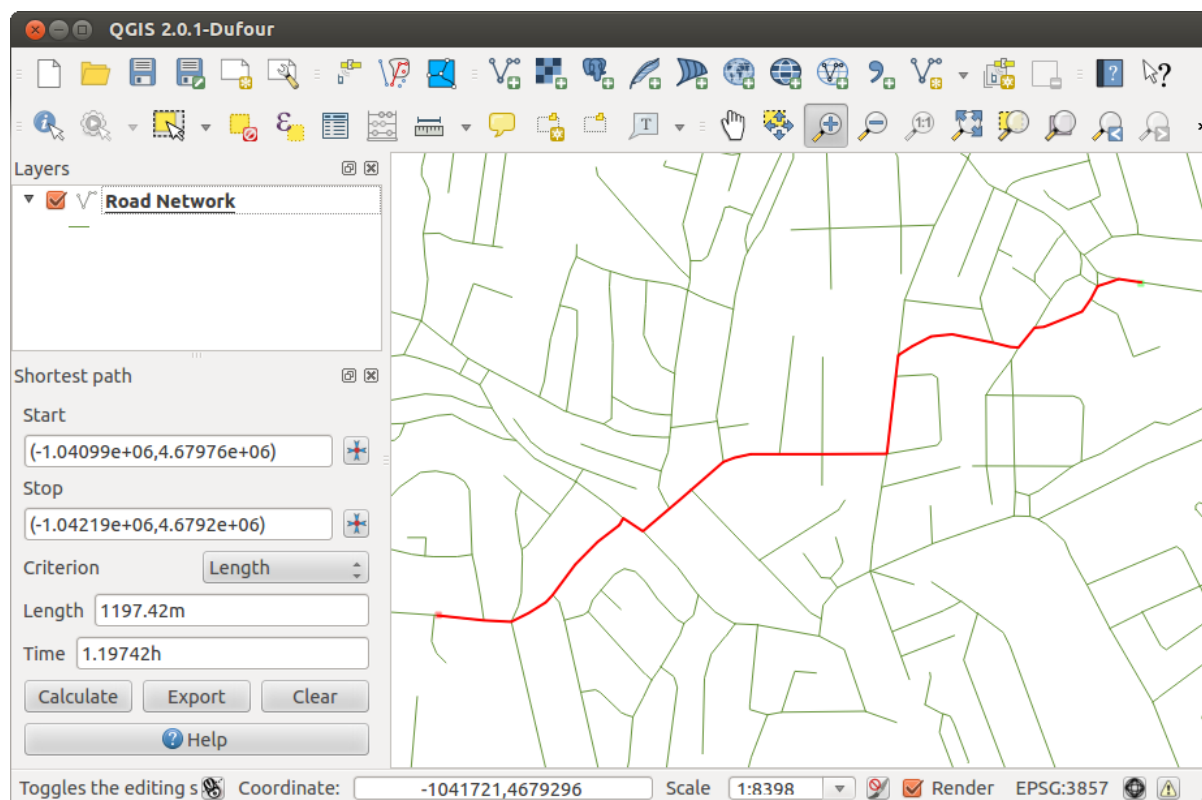 QGIS 2.0.1-Dufour
Layers
Road Network
Shortest path
Start
(-1.04099e+06,4.67976e+06)
Stop
(-1.04219e+06,4.6792e+06)
Criterion Length
Length 1197.42m
Time 1.19742h
Calculate Export Clear
Help
Toggles the editing s Coordinate: -1041721,4679296 Scale 1:8398 Render EPSG:3857